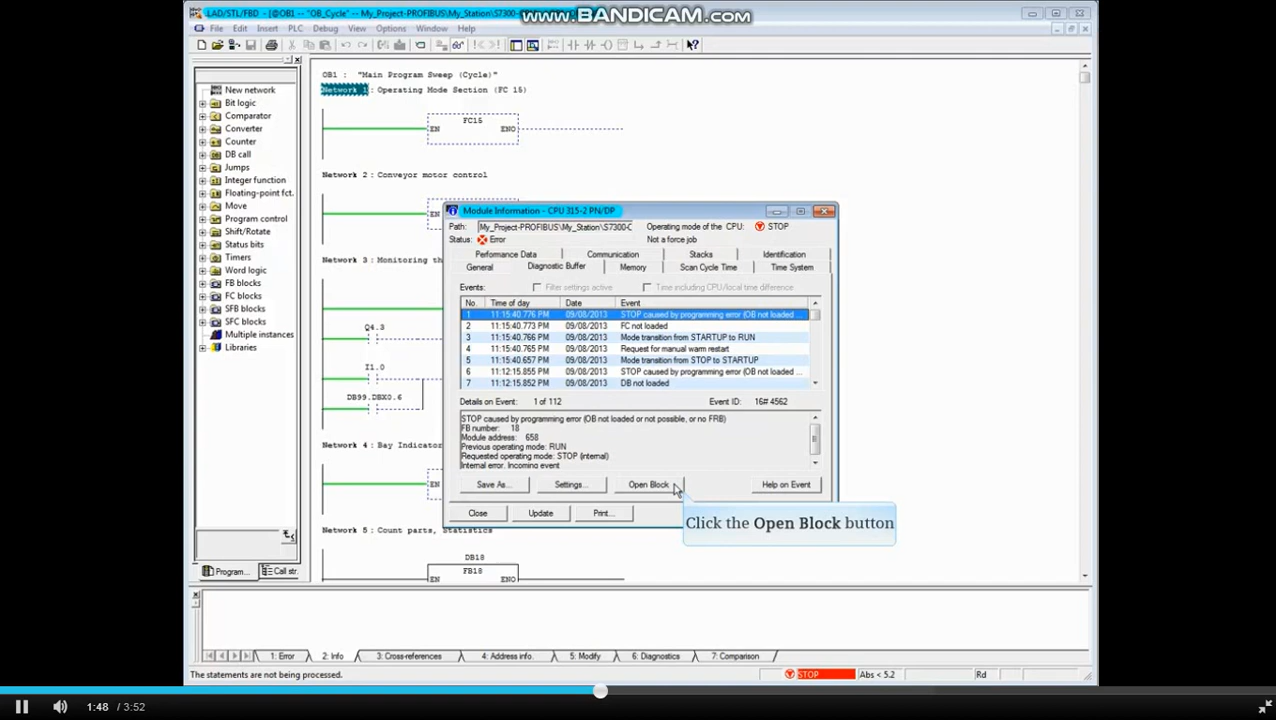 www.BANDICAM.com
LAD/STL/FBD - [@OB1 - "OB_Cycle" -- My_Project-PROFIBUS\My_Station\S7300-
File Edit Insert PLC Debug View Options Window Help
New network
Bit logic
Comparator
Converter
Counter
DB call
Jumps
Integer function
Floating-point fct.
Move
Program control
Shift/Rotate
Status bits
Timers
Word logic
FB blocks
FC blocks
SFB blocks
SFC blocks
Multiple instances
Libraries
Program... Call str.
OB1 : "Main Program Sweep (Cycle)"
Network 1: Operating Mode Section (FC 15)
FC15
EN ENO
Network 2: Conveyor motor control
EN
Network 3: Monitoring th
Q4.3
I1.0
DB99.DBX0.6
Network 4: Bay Indicator
EN
Network 5: Count parts, Statistics
DB18
FB18
EN ENO
Module Information - CPU 315-2 PN/DP
Path: My_Project-PROFIBUS\My_Station\S7300-C Operating mode of the CPU: STOP
Status: Error Not a force job
Performance Data Communication Stacks Identification
General Diagnostic Buffer Memory Scan Cycle Time Time System
Events: Filter settings active Time including CPU/local time difference
No. Time of day Date Event
1 11:15:40.776 PM 09/08/2013 STOP caused by programming error (OB not loaded ...
2 11:15:40.773 PM 09/08/2013 FC not loaded
3 11:15:40.766 PM 09/08/2013 Mode transition from STARTUP to RUN
4 11:15:40.765 PM 09/08/2013 Request for manual warm restart
5 11:15:40.657 PM 09/08/2013 Mode transition from STOP to STARTUP
6 11:12:15.855 PM 09/08/2013 STOP caused by programming error (OB not loaded ...
7 11:12:15.852 PM 09/08/2013 DB not loaded
Details on Event: 1 of 112 Event ID: 16# 4562
STOP caused by programming error (OB not loaded or not possible, or no FRB)
FB number: 18
Module address: 658
Previous operating mode: RUN
Requested operating mode: STOP (internal)
Internal error, Incoming event
Save As... Settings... Open Block Help on Event
Close Update Print...
Click the Open Block button
1: Error 2: Info 3: Cross-references 4: Address info. 5: Modify 6: Diagnostics 7: Comparison
The statements are not being processed. STOP Abs < 5.2 Rd
1:48 / 3:52